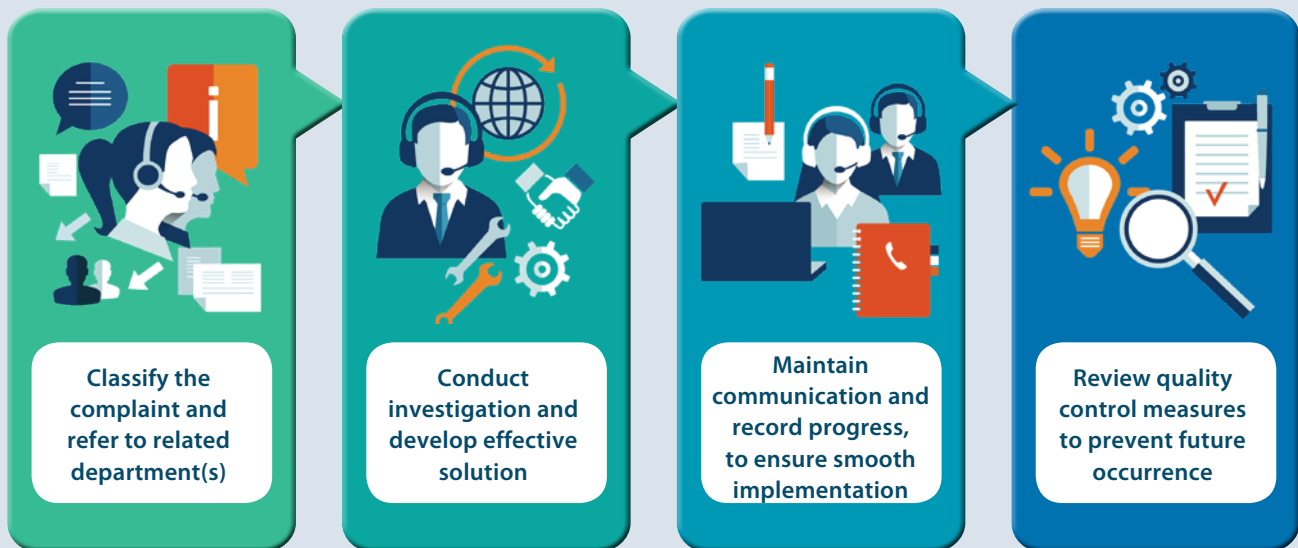 Classify the
complaint and
refer to related
department(s)
Conduct
investigation and
develop effective
solution
Maintain
communication and
record progress,
to ensure smooth
implementation
Review quality
control measures
to prevent future
occurrence